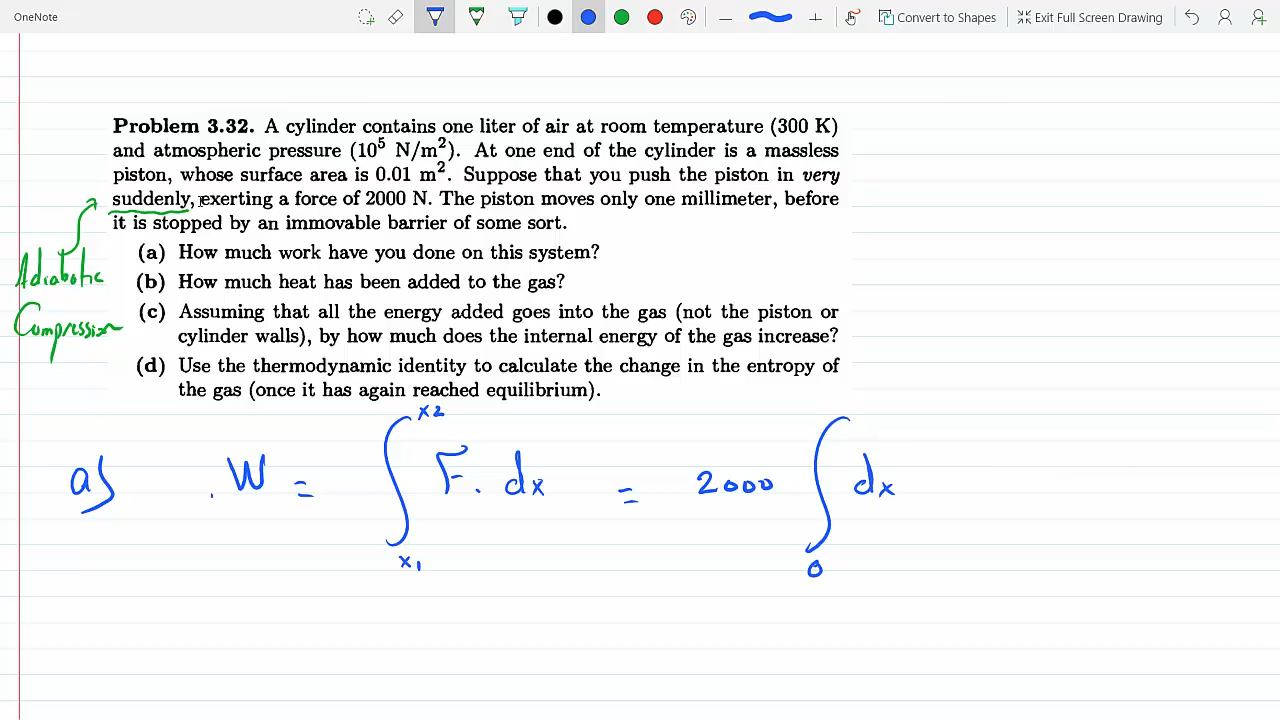 OneNote
Convert to Shapes
Exit Full Screen Drawing
Problem 3.32. A cylinder contains one liter of air at room temperature (300 K)
and atmospheric pressure (10⁵ N/m²). At one end of the cylinder is a massless
piston, whose surface area is 0.01 m². Suppose that you push the piston in very
suddenly, exerting a force of 2000 N. The piston moves only one millimeter, before
it is stopped by an immovable barrier of some sort.
(a) How much work have you done on this system?
(b) How much heat has been added to the gas?
(c) Assuming that all the energy added goes into the gas (not the piston or
cylinder walls), by how much does the internal energy of the gas increase?
(d) Use the thermodynamic identity to calculate the change in the entropy of
the gas (once it has again reached equilibrium).
Adiabatic
Compression
a) W = ∫_{x1}^{x2} F. dx = 2000 ∫_0 dx